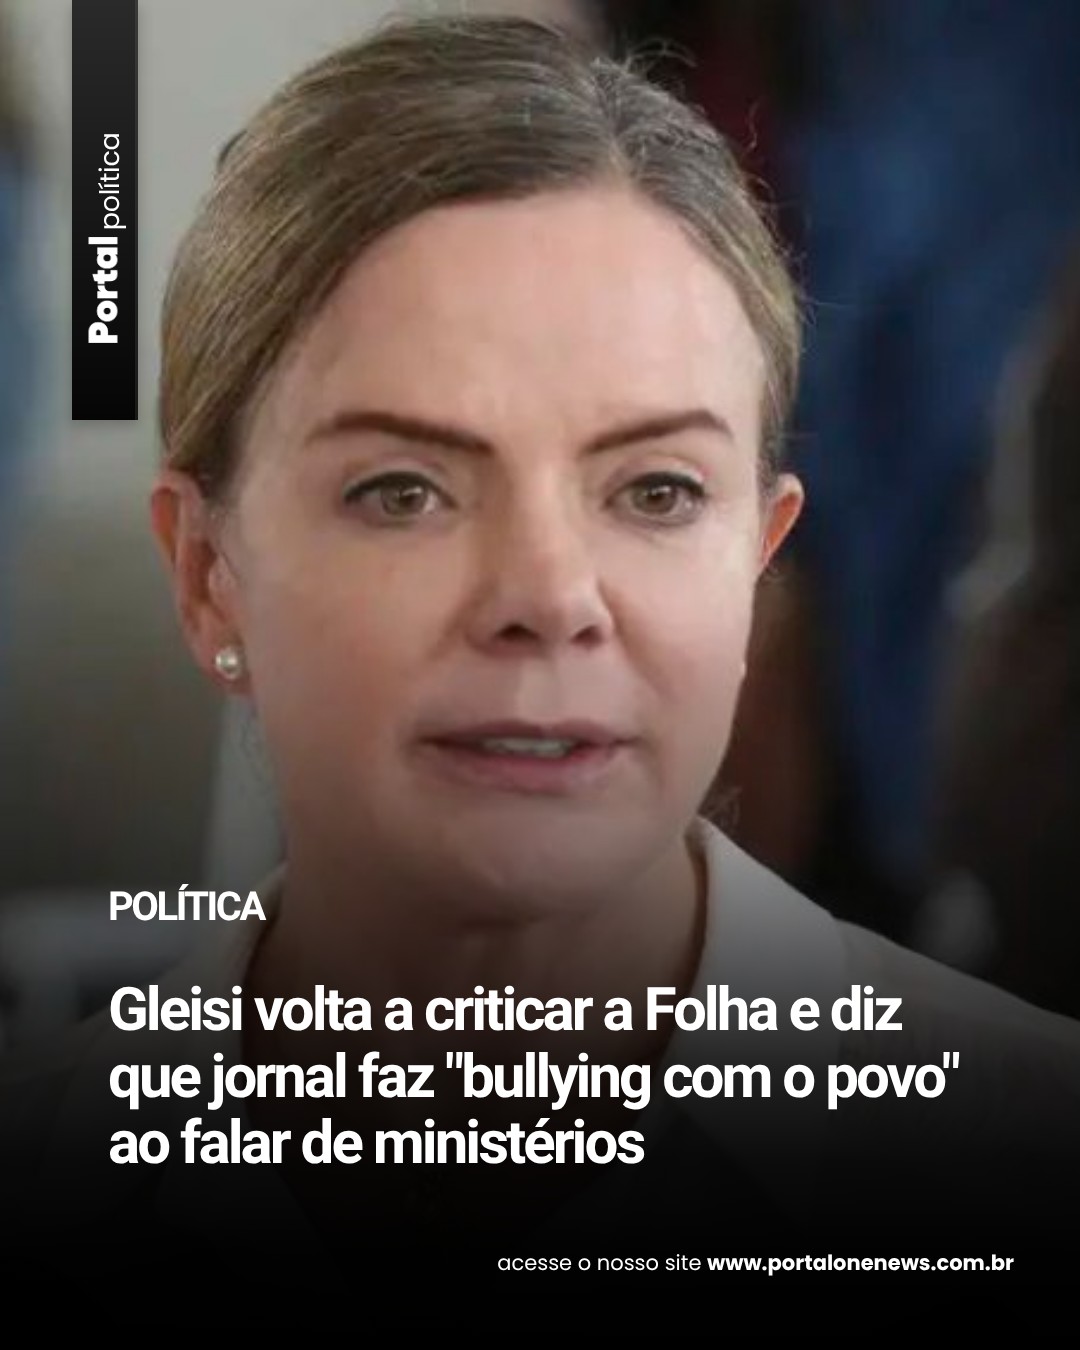 Portal política
POLÍTICA
Gleisi volta a criticar a Folha e diz
que jornal faz "bullying com o povo"
ao falar de ministérios
acesse o nosso site www.portalonenews.com.br